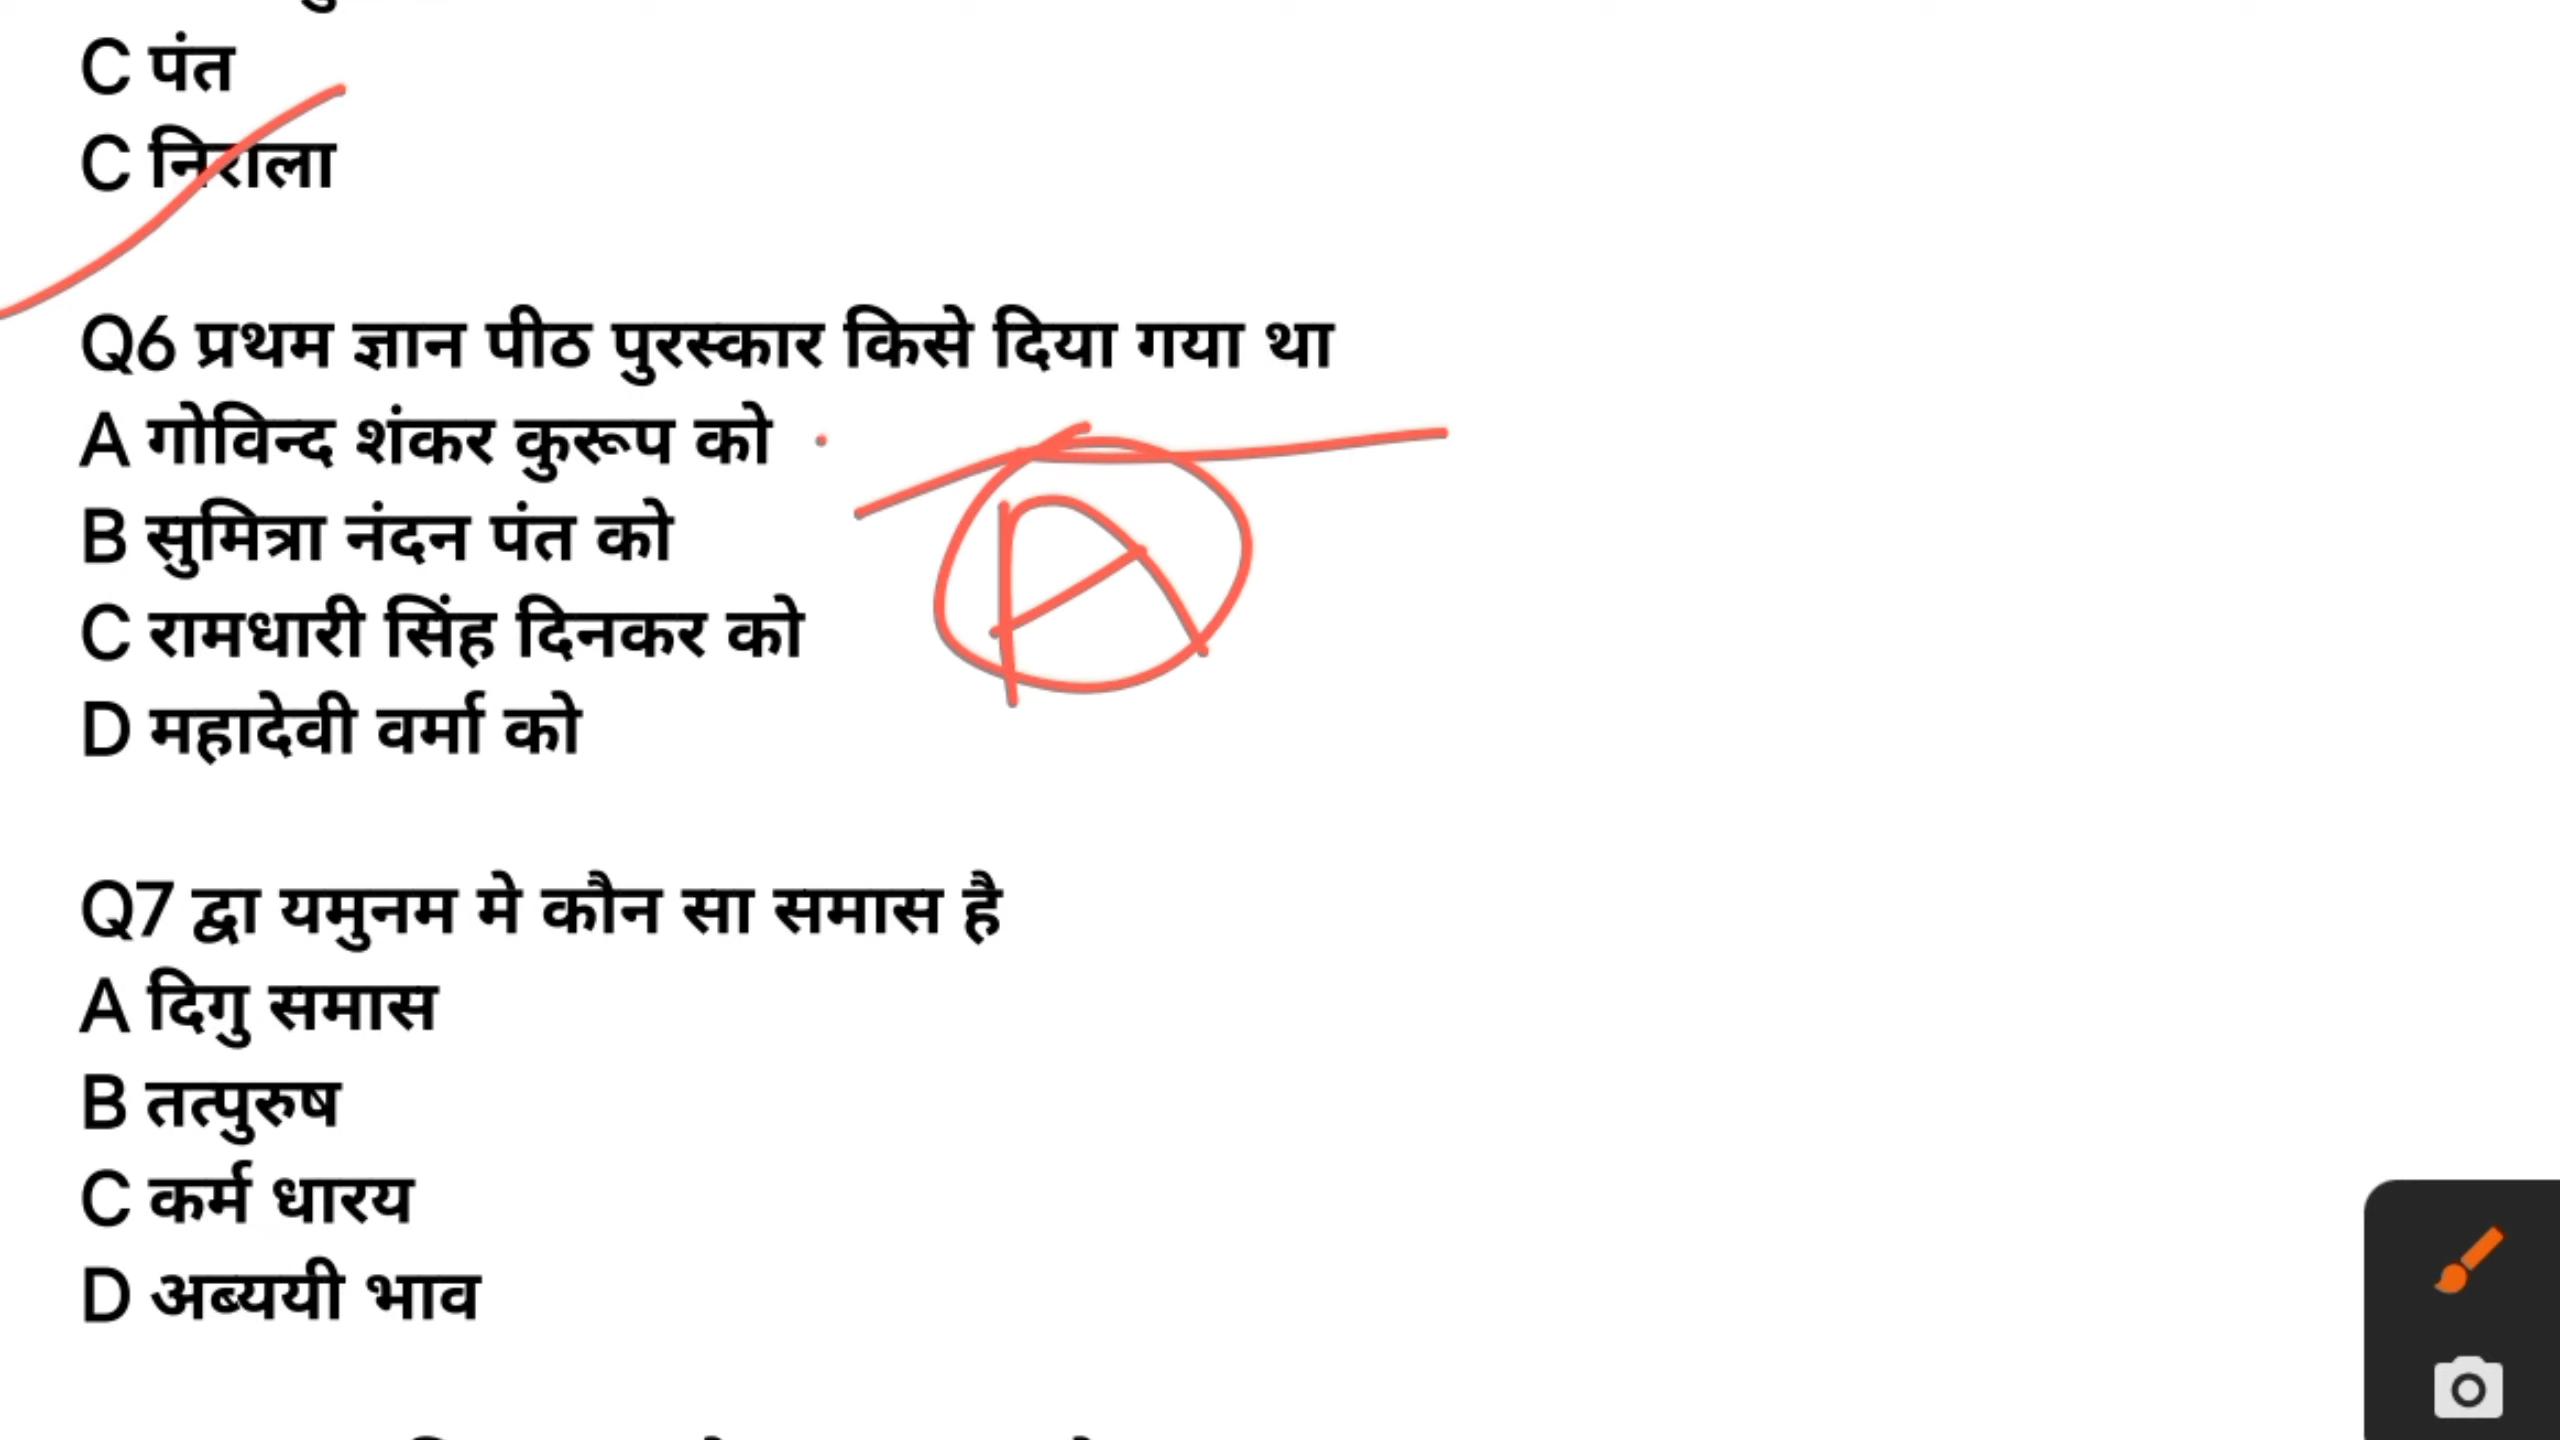 C पंत
C निराला
Q6 प्रथम ज्ञान पीठ पुरस्कार किसे दिया गया था
A गोविन्द शंकर कुरूप को
B सुमित्रा नंदन पंत को
A
C रामधारी सिंह दिनकर को
D महादेवी वर्मा को
Q7 द्वा यमुनम मे कौन सा समास है
A दिगु समास
B तत्पुरुष
C कर्म धारय
D अब्ययी भाव